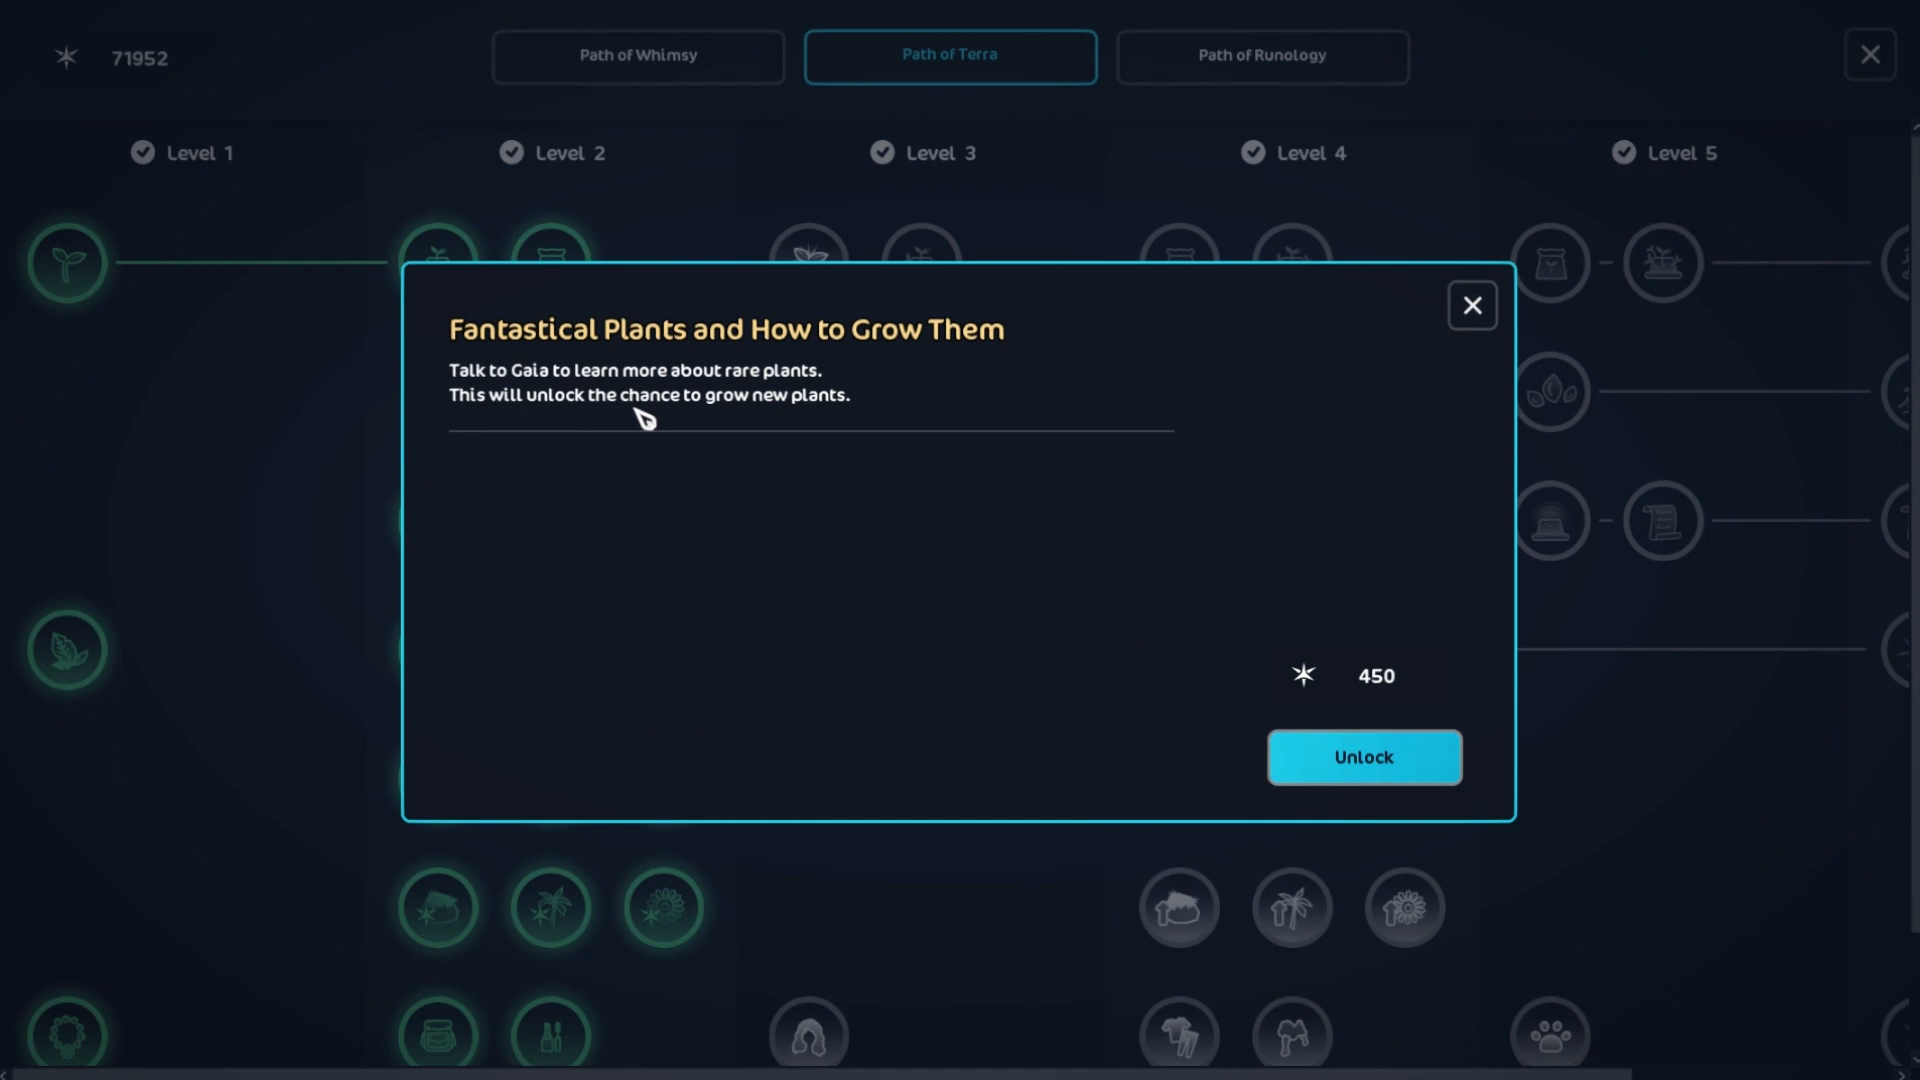 71952
Path of Whimsy
Path of Terra
Path of Runology
Level 1
Level 2
Level 3
Level 4
Level 5
Fantastical Plants and How to Grow Them
Talk to Gaia to learn more about rare plants.
This will unlock the chance to grow new plants.
450
Unlock